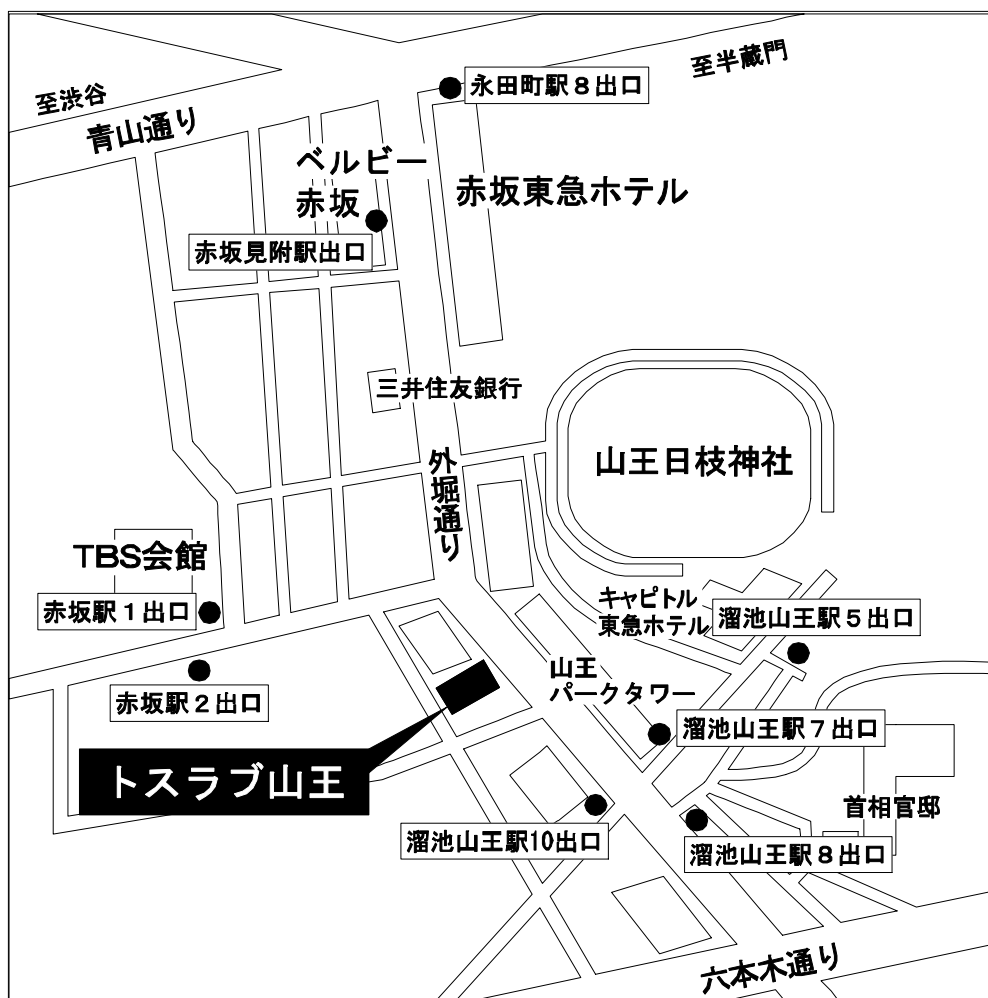 至半蔵門
永田町駅８出口
至渋谷
青山通り
ベルビー
赤坂
赤坂東急ホテル
赤坂見附駅出口
三井住友銀行
外堀通り
山王日枝神社
TBS会館
赤坂駅１出口
キャピトル
東急ホテル
溜池山王駅５出口
赤坂駅２出口
山王
パークタワー
溜池山王駅７出口
トスラブ山王
首相官邸
溜池山王駅10出口
溜池山王駅８出口
六本木通り